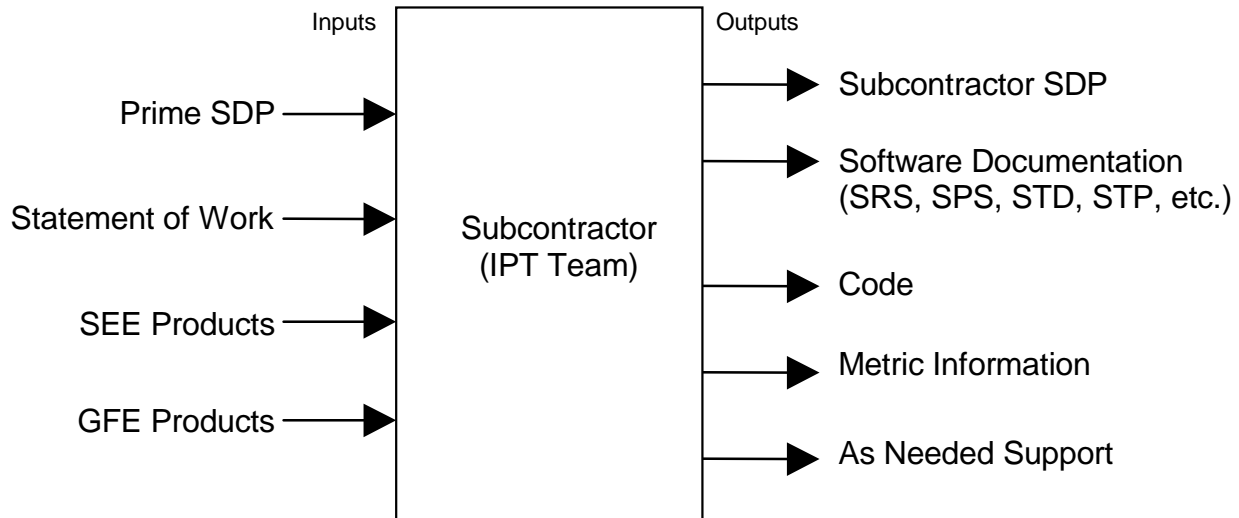 Inputs
Outputs
Prime SDP
Statement of Work
SEE Products
GFE Products
Subcontractor
(IPT Team)
Subcontractor SDP
Software Documentation
(SRS, SPS, STD, STP, etc.)
Code
Metric Information
As Needed Support